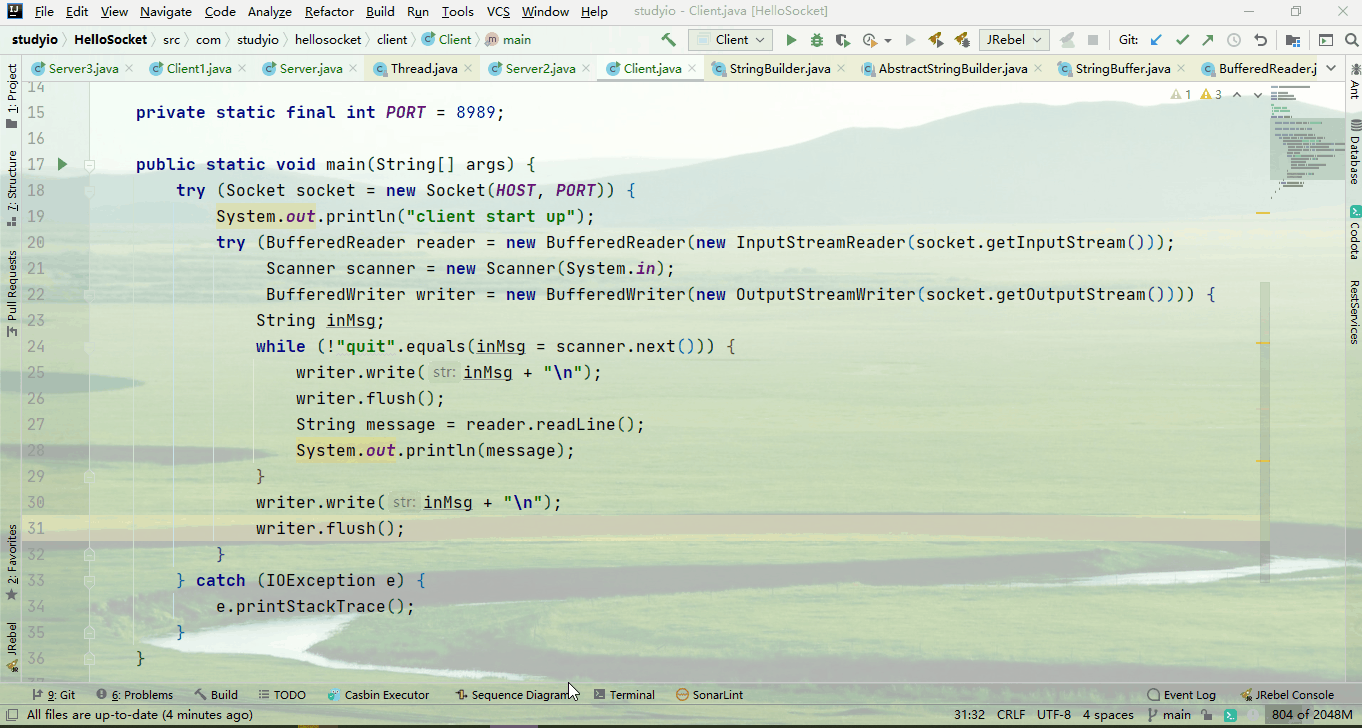 File Edit View Navigate Code Analyze Refactor Build Run Tools VCS Window Help studyio - Client.java [HelloSocket]
studyio HelloSocket src com studyio hellosocket client Client main Client JRebel Git:
Server3.java Client1.java Server.java Thread.java Server2.java Client.java StringBuilder.java AbstractStringBuilder.java StringBuffer.java BufferedReader.j
1 3
14
15 private static final int PORT = 8989;
16
17 public static void main(String[] args) {
18 try (Socket socket = new Socket(HOST, PORT)) {
19 System.out.println("client start up");
20 try (BufferedReader reader = new BufferedReader(new InputStreamReader(socket.getInputStream()));
21 Scanner scanner = new Scanner(System.in);
22 BufferedWriter writer = new BufferedWriter(new OutputStreamWriter(socket.getOutputStream()))) {
23 String inMsg;
24 while (!"quit".equals(inMsg = scanner.next())) {
25 writer.write( str: inMsg + "\n");
26 writer.flush();
27 String message = reader.readLine();
28 System.out.println(message);
29 }
30 writer.write( str: inMsg + "\n");
31 writer.flush();
32 }
33 } catch (IOException e) {
34 e.printStackTrace();
35 }
36 }
1: Project
7: Structure
Pull Requests
2: Favorites
JRebel
Ant
Database
Codota
RestServices
9: Git 6: Problems Build TODO Casbin Executor Sequence Diagram Terminal SonarLint Event Log JRebel Console
All files are up-to-date (4 minutes ago) 31:32 CRLF UTF-8 4 spaces main 804 of 2048M